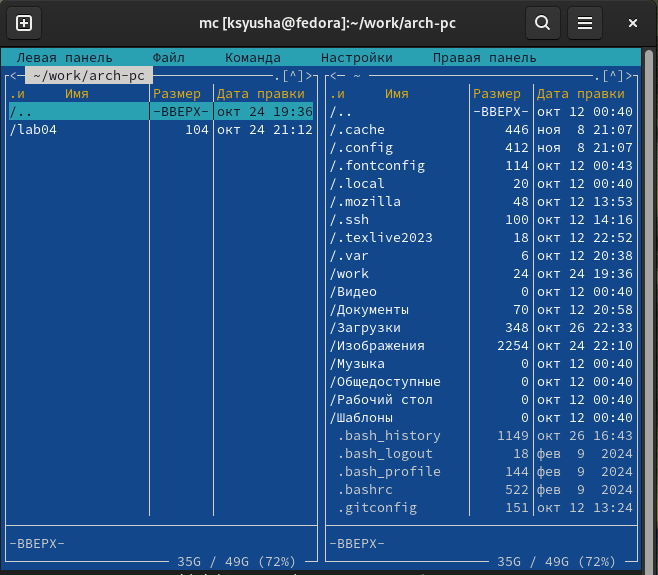 mc [ksyusha@fedora]:~/work/arch-pc
Левая панель Файл Команда Настройки Правая панель
<─ ~/work/arch-pc .[^]>
.и Имя Размер Дата правки
/.. -ВВЕРХ- окт 24 19:36
/lab04 104 окт 24 21:12
-ВВЕРХ-
35G / 49G (72%)
<─ ~ .[^]>
.и Имя Размер Дата правки
/.. -ВВЕРХ- окт 12 00:40
/.cache 446 ноя 8 21:07
/.config 412 ноя 8 21:07
/.fontconfig 114 окт 12 00:43
/.local 20 окт 12 00:40
/.mozilla 48 окт 12 13:53
/.ssh 100 окт 12 14:16
/.texlive2023 18 окт 12 22:52
/.var 6 окт 12 20:38
/work 24 окт 24 19:36
/Видео 0 окт 12 00:40
/Документы 70 окт 12 20:58
/Загрузки 348 окт 26 22:33
/Изображения 2254 окт 24 22:10
/Музыка 0 окт 12 00:40
/Общедоступные 0 окт 12 00:40
/Рабочий стол 0 окт 12 00:40
/Шаблоны 0 окт 12 00:40
.bash_history 1149 окт 26 16:43
.bash_logout 18 фев 9 2024
.bash_profile 144 фев 9 2024
.bashrc 522 фев 9 2024
.gitconfig 151 окт 12 13:24
-ВВЕРХ-
35G / 49G (72%)